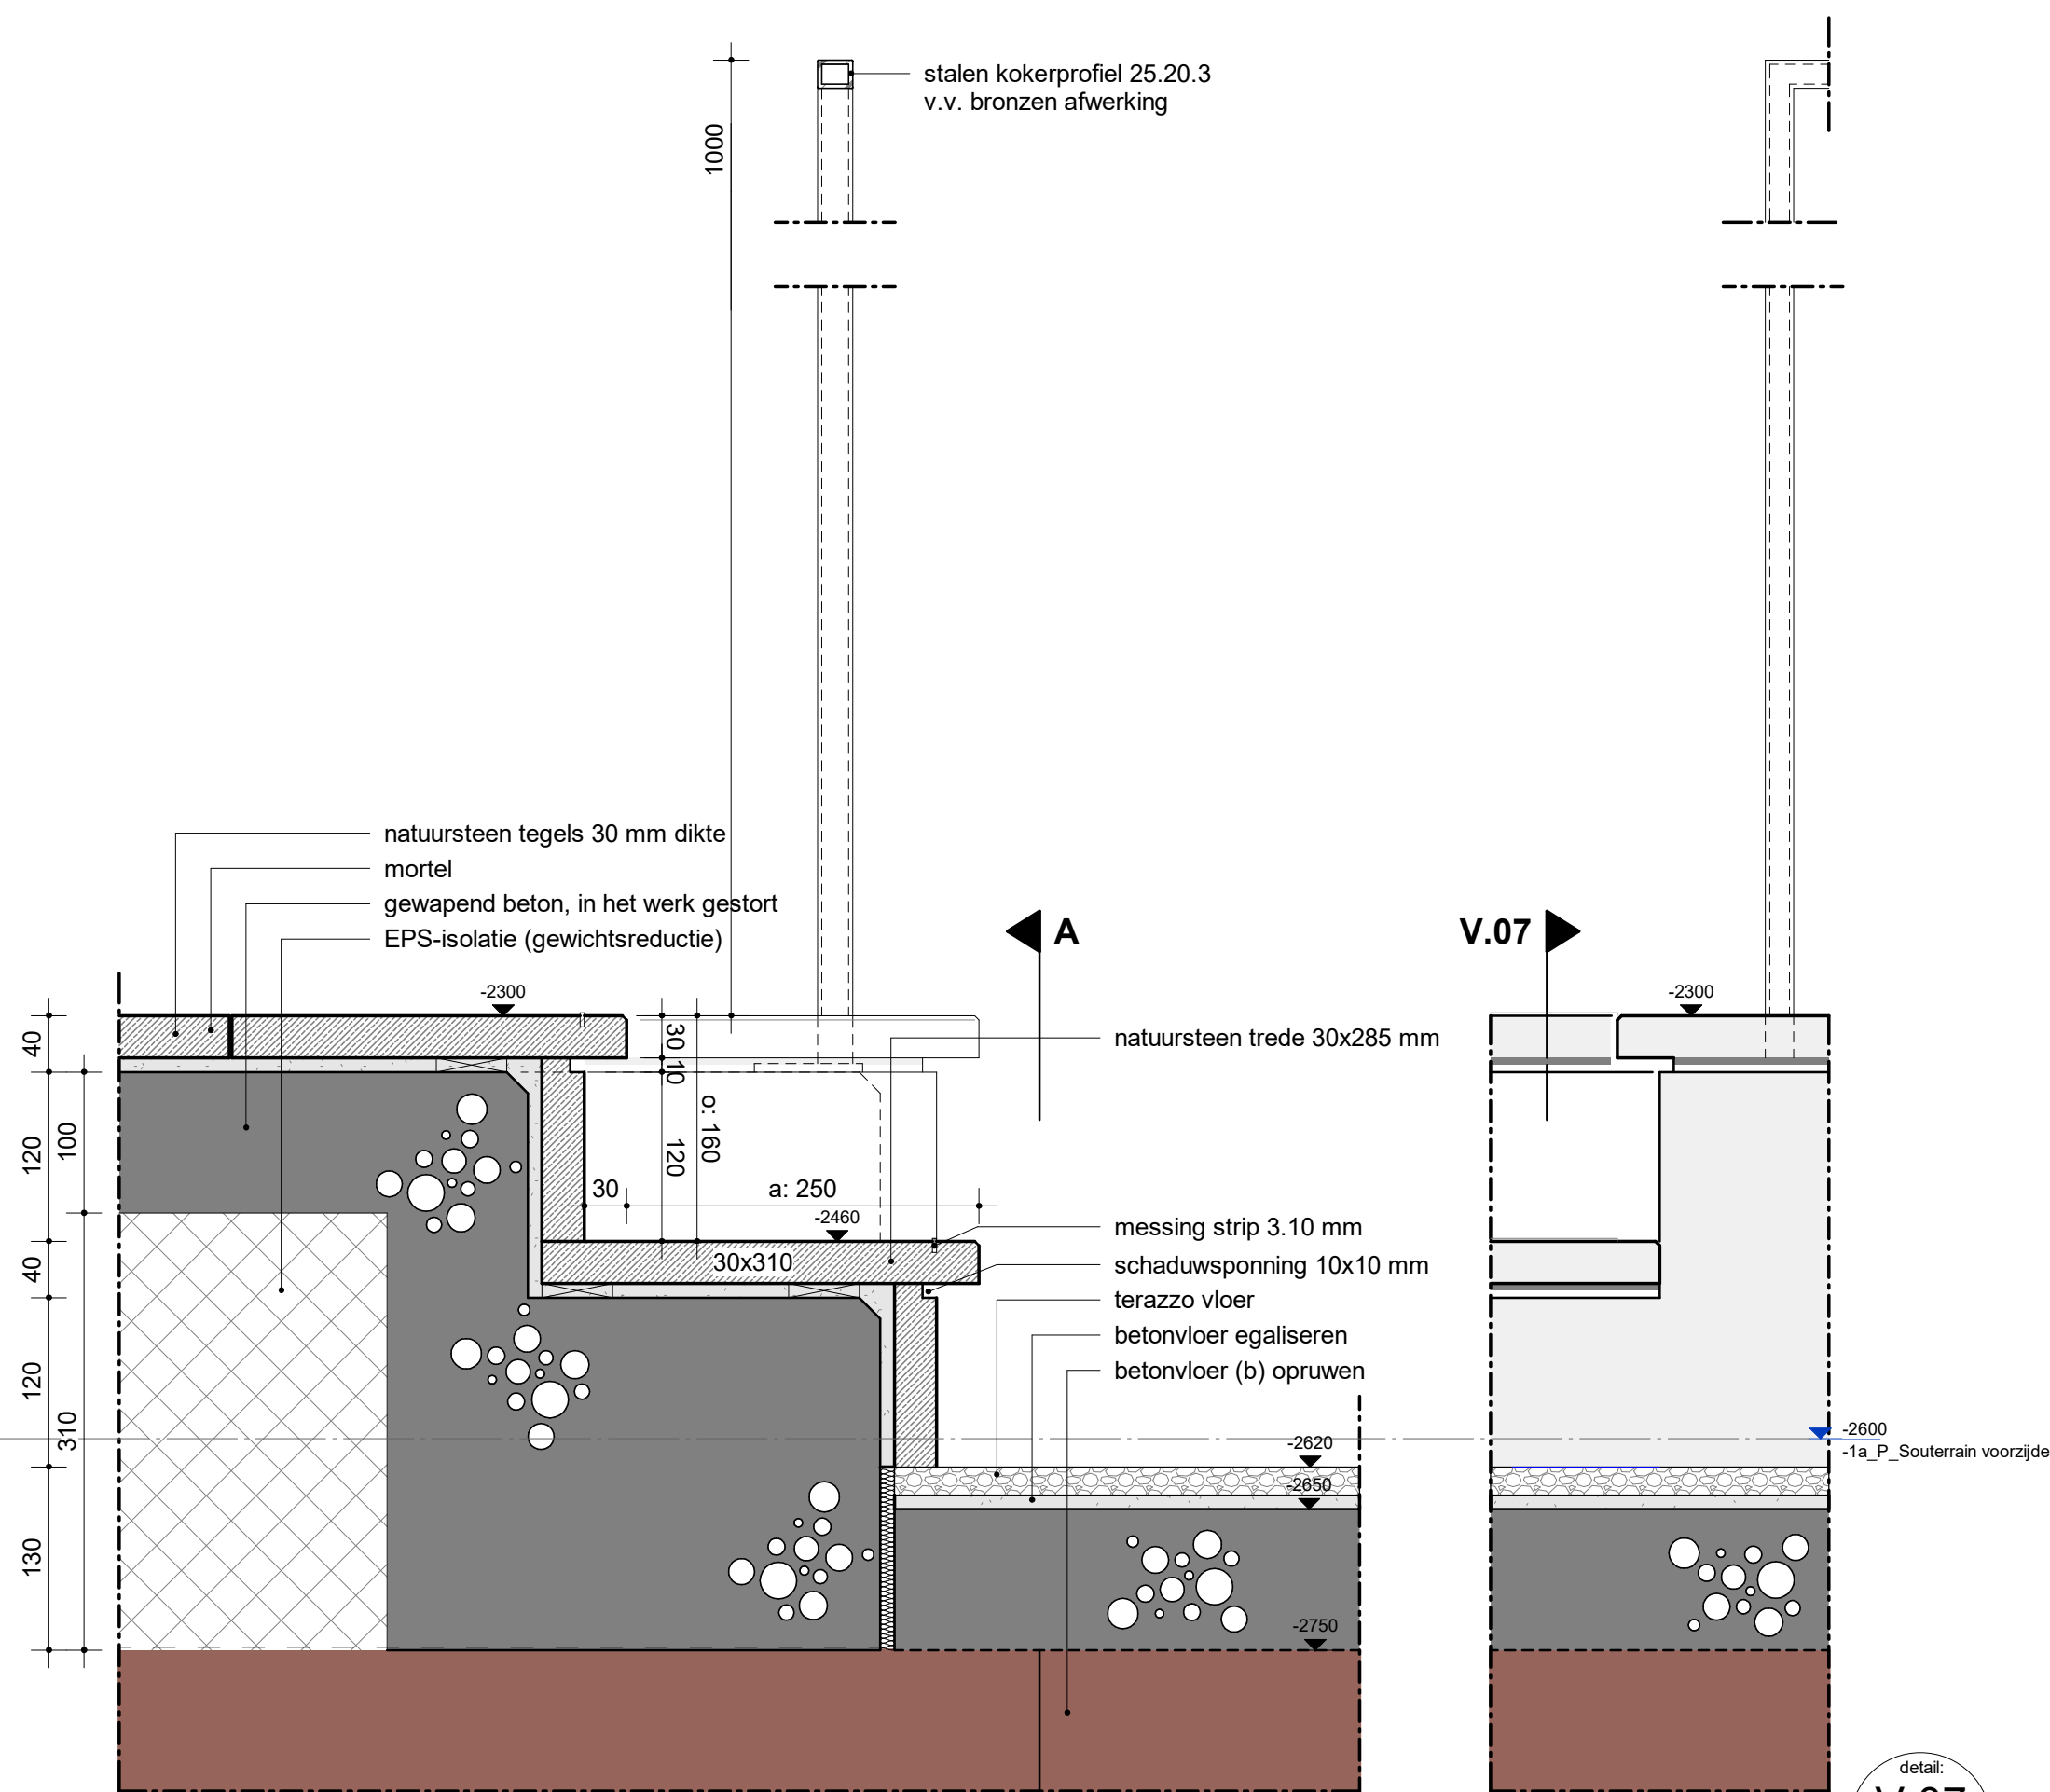 stalen kokerprofiel 25.20.3
v.v. bronzen afwerking
1000
natuursteen tegels 30 mm dikte
mortel
gewapend beton, in het werk gestort
EPS-isolatie (gewichtsreductie)
A
V.07
-2300
-2300
40
30
10
natuursteen trede 30x285 mm
120
100
o: 160
120
30
a: 250
-2460
messing strip 3.10 mm
40
30x310
schaduwsponning 10x10 mm
terazzo vloer
betonvloer egaliseren
betonvloer (b) opruwen
120
310
-2600
-2620
-1a_P_Souterrain voorzijde
-2650
130
-2750
detail: